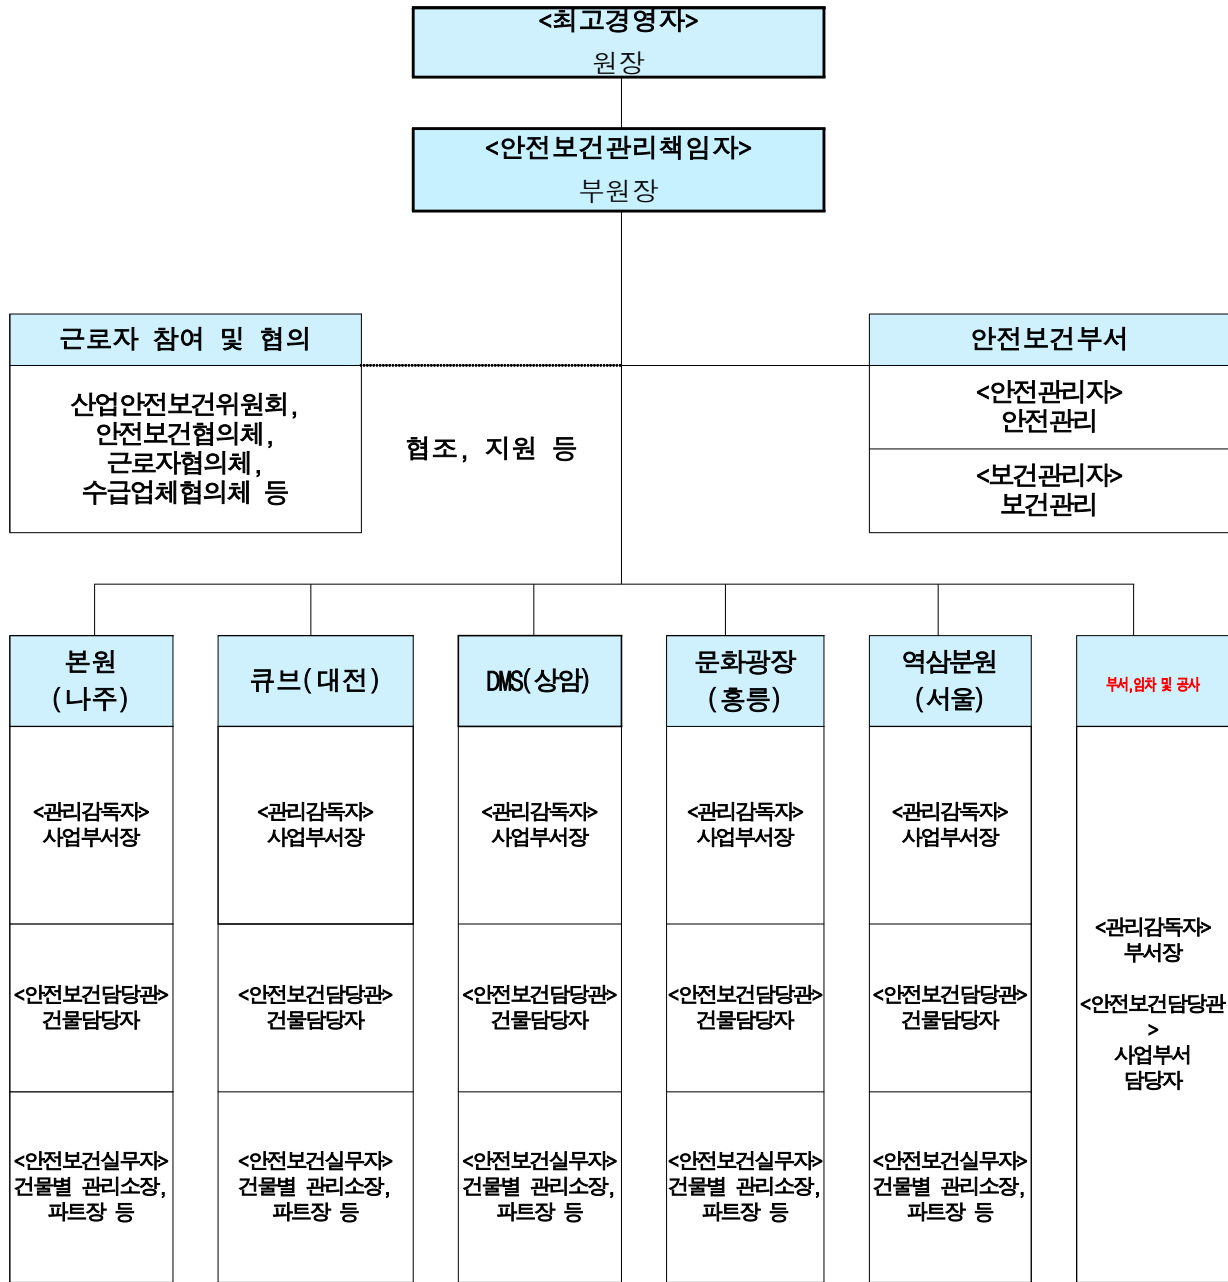 <최고경영자>
원장
<안전보건관리책임자>
부원장
근로자 참여 및 협의
산업안전보건위원회,
안전보건협의체,
근로자협의체,
수급업체협의체 등
협조, 지원 등
안전보건부서
<안전관리자>
안전관리
<보건관리자>
보건관리
본원
(나주)
<관리감독자>
사업부서장
<안전보건담당관>
건물담당자
<안전보건실무자>
건물별 관리소장,
파트장 등
큐브(대전)
<관리감독자>
사업부서장
<안전보건담당관>
건물담당자
<안전보건실무자>
건물별 관리소장,
파트장 등
DMS(상암)
<관리감독자>
사업부서장
<안전보건담당관>
건물담당자
<안전보건실무자>
건물별 관리소장,
파트장 등
문화광장
(홍릉)
<관리감독자>
사업부서장
<안전보건담당관>
건물담당자
<안전보건실무자>
건물별 관리소장,
파트장 등
역삼분원
(서울)
<관리감독자>
사업부서장
<안전보건담당관>
건물담당자
<안전보건실무자>
건물별 관리소장,
파트장 등
부서,임차 및 공사
<관리감독자>
부서장
<안전보건담당관
>
사업부서
담당자